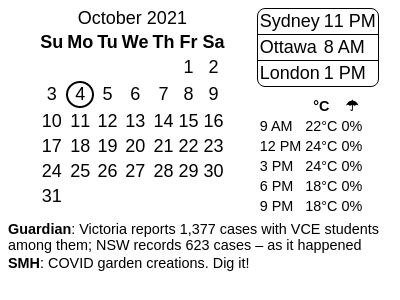 October 2021
Su Mo Tu We Th Fr Sa
1 2
3 4 5 6 7 8 9
10 11 12 13 14 15 16
17 18 19 20 21 22 23
24 25 26 27 28 29 30
31
Sydney 11 PM
Ottawa 8 AM
London 1 PM
°C ☂
9 AM 22°C 0%
12 PM 24°C 0%
3 PM 24°C 0%
6 PM 18°C 0%
9 PM 18°C 0%
Guardian: Victoria reports 1,377 cases with VCE students
among them; NSW records 623 cases – as it happened
SMH: COVID garden creations. Dig it!